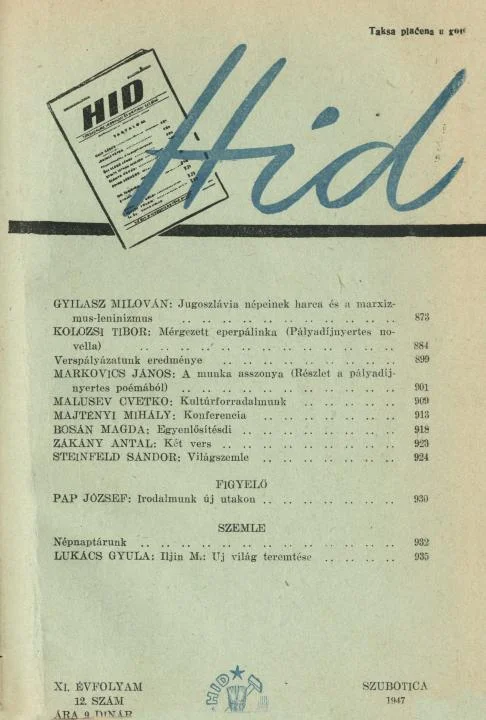 Taksa plaćena u
HID
Hid
GYILASZ MILOVÁN: Jugoszlávia népeinek harca és a marxiz-
mus-leninizmus .. .. .. .. .. .. .. .. .. .. 873
KOLOZSI TIBOR: Mérgezett eperpálinka (Pályadíjnyertes no-
vella) .. .. .. .. .. .. .. .. .. .. .. 884
Verspályázatunk eredménye .. .. .. .. .. .. .. .. 899
MARKOVICS JÁNOS: A munka asszonya (Részlet a pályadíj-
nyertes poémából) .. .. .. .. .. .. .. .. .. 901
MALUSEV CVETKO: Kultúrforradalmunk .. .. .. .. .. 909
MAJTÉNYI MIHÁLY: Konferencia .. .. .. .. .. .. .. 913
BOSÁN MAGDA: Egyenlősítésdi .. .. .. .. .. .. .. 918
ZÁKÁNY ANTAL: Két vers .. .. .. .. .. .. .. .. 923
STEINFELD SÁNDOR: Világszemle .. .. .. .. .. .. 924
FIGYELŐ
PAP JÓZSEF: Irodalmunk új utakon .. .. .. .. .. .. 930
SZEMLE
Népnaptárunk .. .. .. .. .. .. .. .. .. .. .. 932
LUKÁCS GYULA: Iljin M.: Uj világ teremtése .. .. .. .. 935
XI. ÉVFOLYAM
12. SZÁM
ÁRA 9 DINÁR
HID
SZUBOTICA
1947